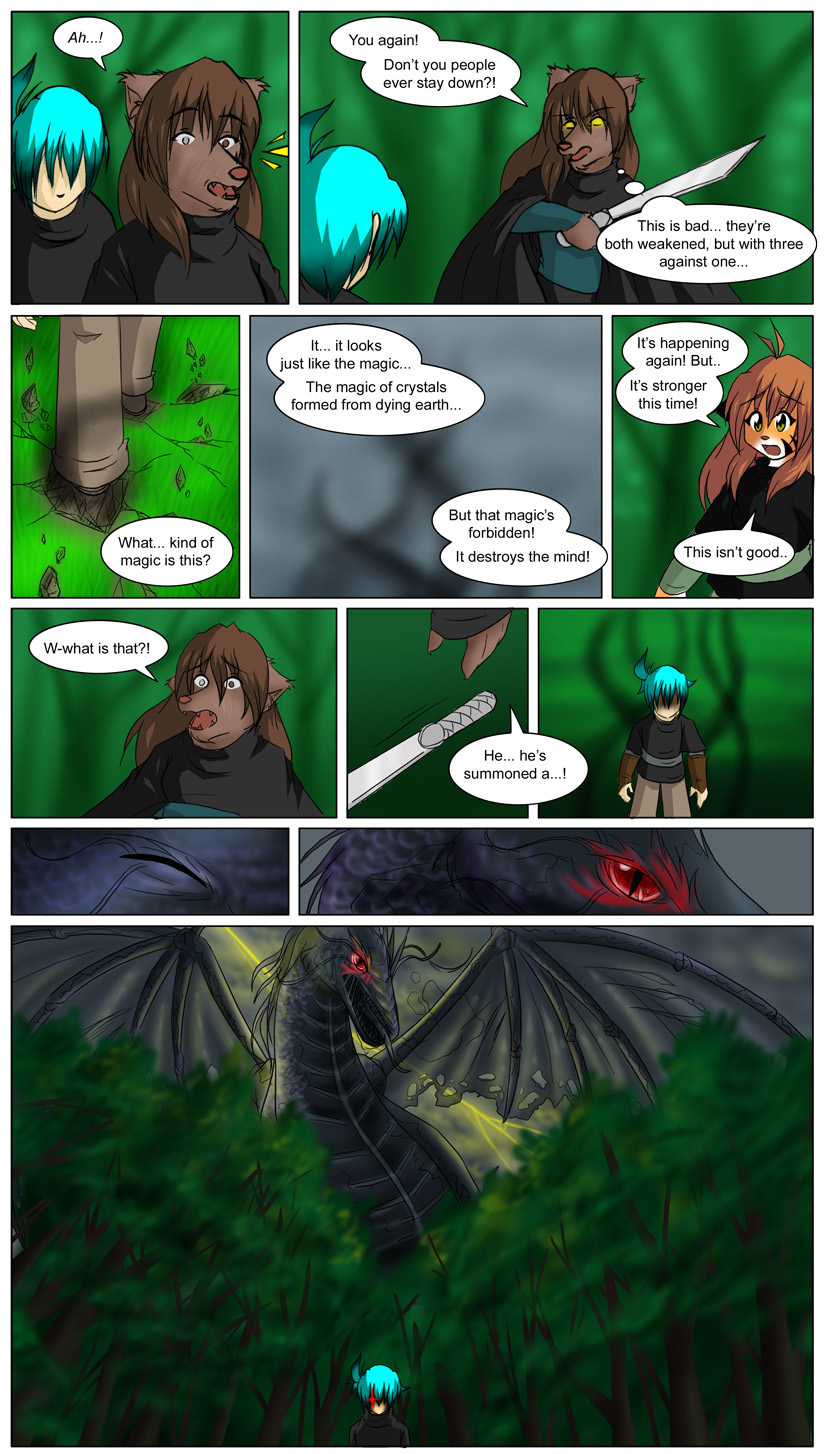 Ah...!
You again!
Don't you people
ever stay down?!
This is bad... they're
both weakened, but with three
against one...
What... kind of
magic is this?
It... it looks
just like the magic...
The magic of crystals
formed from dying earth...
But that magic's
forbidden!
It destroys the mind!
It's happening
again! But..
It's stronger
this time!
This isn't good..
W-what is that?!
He... he's
summoned a...!